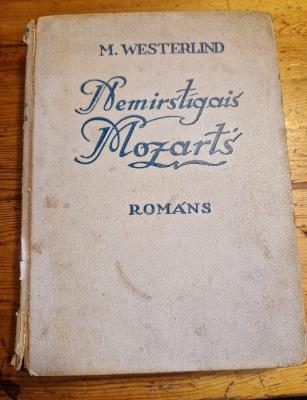 M. WESTERLIND
Nemirstīgais
Mozarts
ROMĀNS